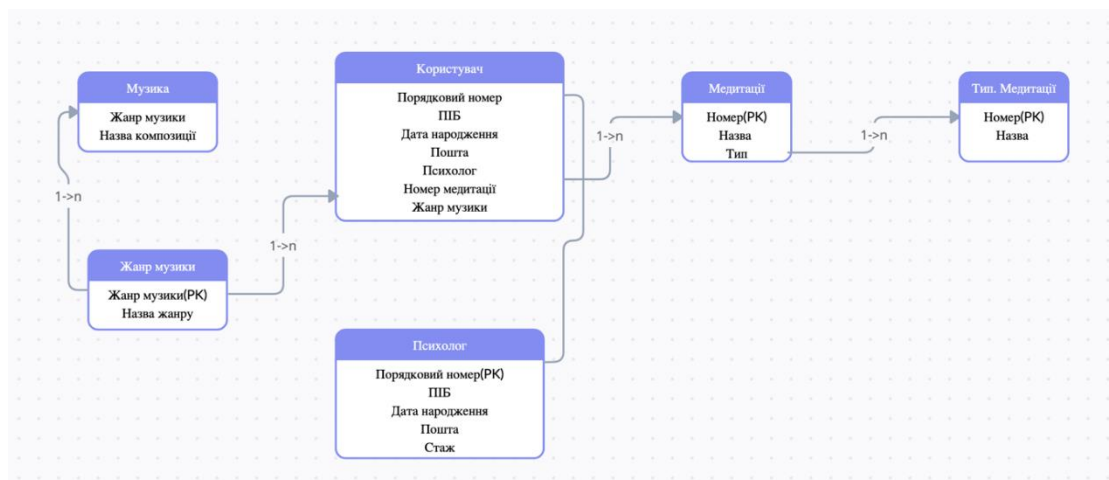 Музика
Жанр музики
Назва композиції
1->n
Жанр музики
Жанр музики(PK)
Назва жанру
1->n
Користувач
Порядковий номер
ПІБ
Дата народження
Пошта
Психолог
Номер медитації
Жанр музики
Психолог
Порядковий номер(PK)
ПІБ
Дата народження
Пошта
Стаж
1->n
Медитації
Номер(PK)
Назва
Тип
1->n
Тип. Медитації
Номер(PK)
Назва